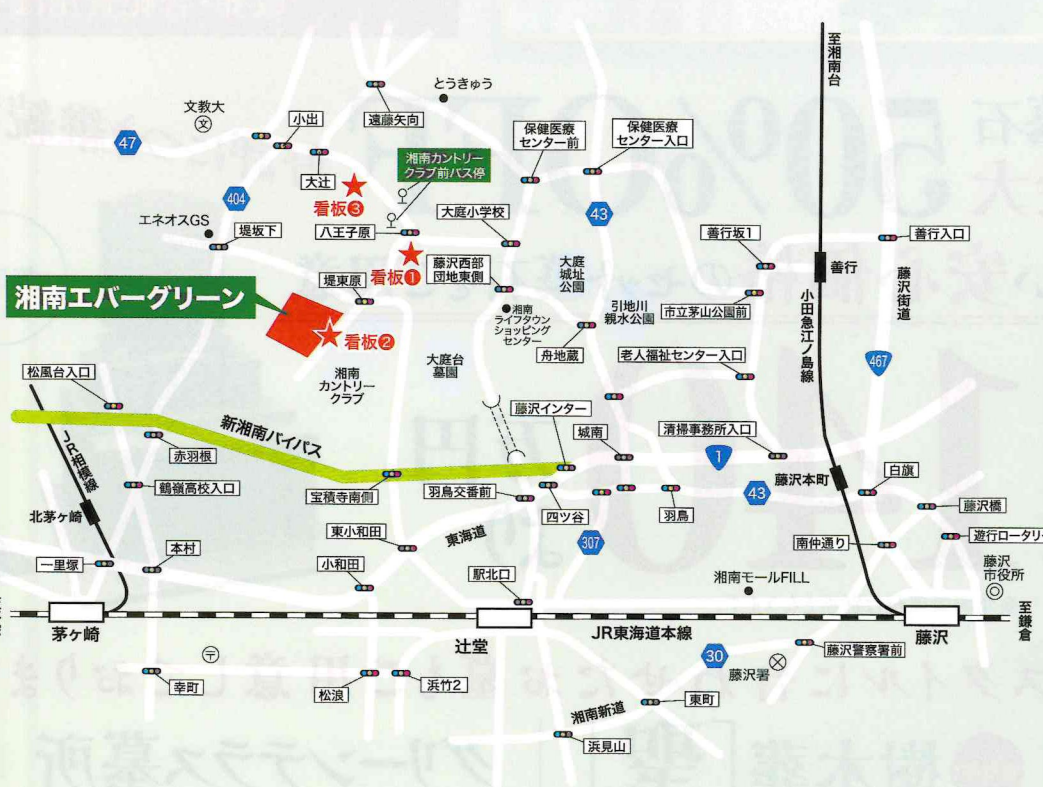 至湘南台
とうきゅう
文教大
文
小出
遠藤矢向
保健医療
センター前
保健医療
センター入口
47
湘南カントリー
クラブ前バス停
大辻
404
看板❸
大庭小学校
43
エネオスGS
堤坂下
八王子原
善行坂1
善行入口
看板❶
藤沢西部
団地東側
大庭
城址
公園
善行
藤沢街道
湘南エバーグリーン
堤東原
湘南
ライフタウン
ショッピング
センター
引地川
親水公園
市立茅山公園前
小田急江ノ島線
看板❷
舟地蔵
大庭台
墓園
老人福祉センター入口
467
松風台入口
湘南
カントリー
クラブ
藤沢インター
新湘南バイパス
城南
清掃事務所入口
JR相模線
赤羽根
1
藤沢本町
白旗
鶴嶺高校入口
宝積寺南側
羽鳥交番前
43
北茅ヶ崎
四ツ谷
羽鳥
藤沢橋
東小和田
東海道
307
南仲通り
遊行ロータリー
一里塚
本村
小和田
駅北口
湘南モールFILL
藤沢
市役所
茅ヶ崎
辻堂
JR東海道本線
藤沢
至鎌倉
〒
30
藤沢署
藤沢警察署前
幸町
松浪
浜竹2
湘南新道
東町
浜見山